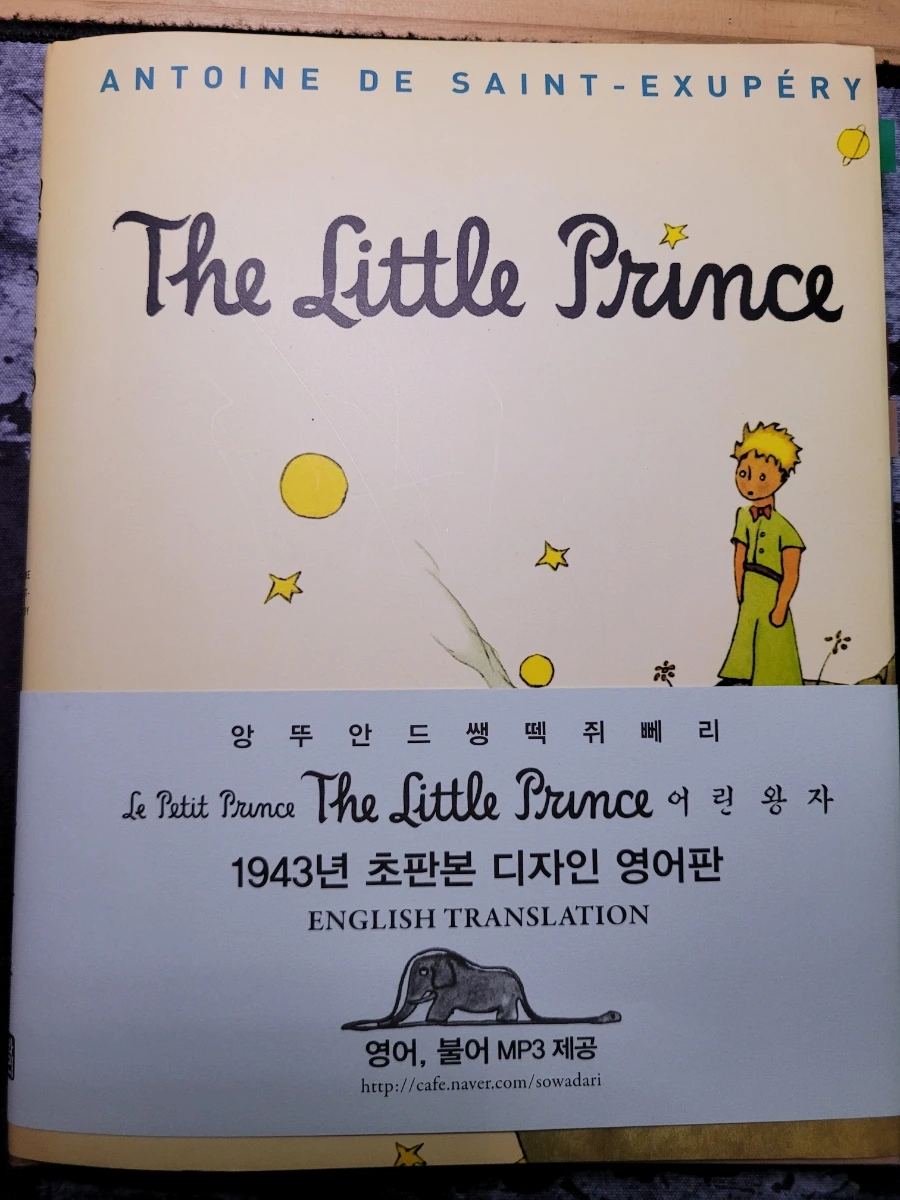 ANTOINE DE SAINT-EXUPÉRY
The Little Prince
앙뚜안드쌩떽쥐뻬리
Le Petit Prince The Little Prince 어린왕자
1943년 초판본 디자인 영어판
ENGLISH TRANSLATION
영어, 불어 MP3 제공
http://cafe.naver.com/sowadari